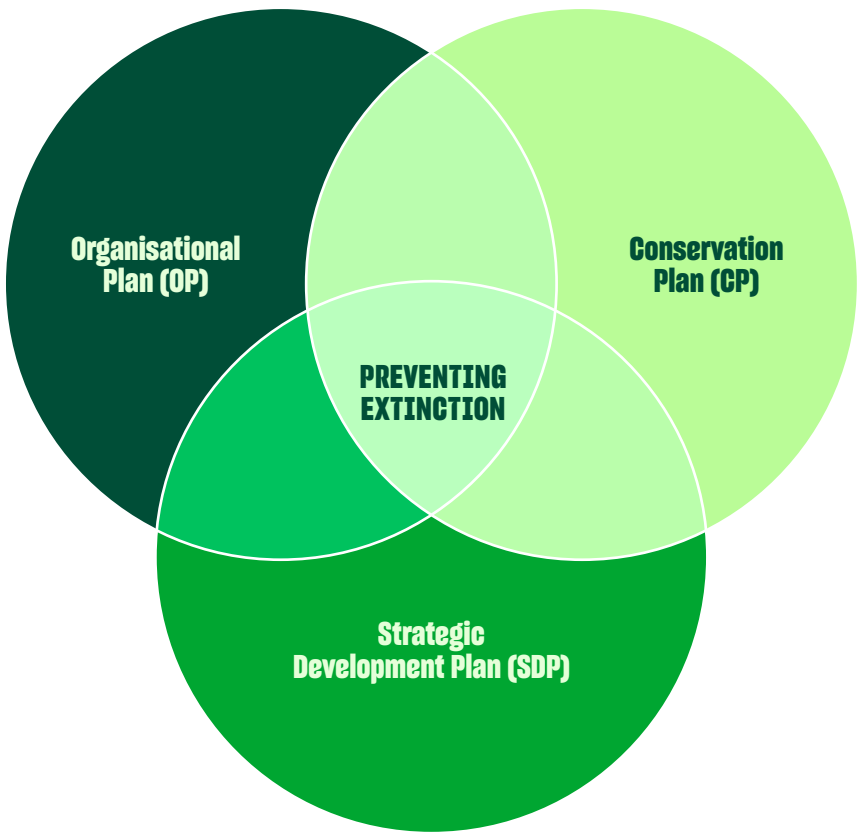 Organisational
Plan (OP)
Conservation
Plan (CP)
PREVENTING
EXTINCTION
Strategic
Development Plan (SDP)